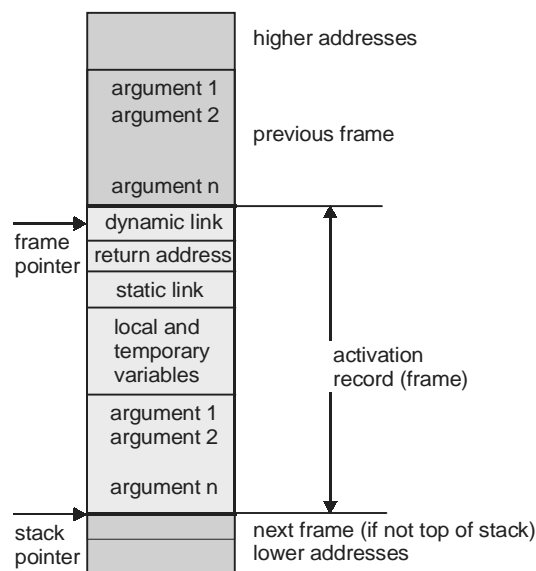 higher addresses
argument 1
argument 2
previous frame
argument n
dynamic link
frame
pointer
return address
static link
local and
temporary
variables
activation
record (frame)
argument 1
argument 2
argument n
stack
pointer
next frame (if not top of stack)
lower addresses